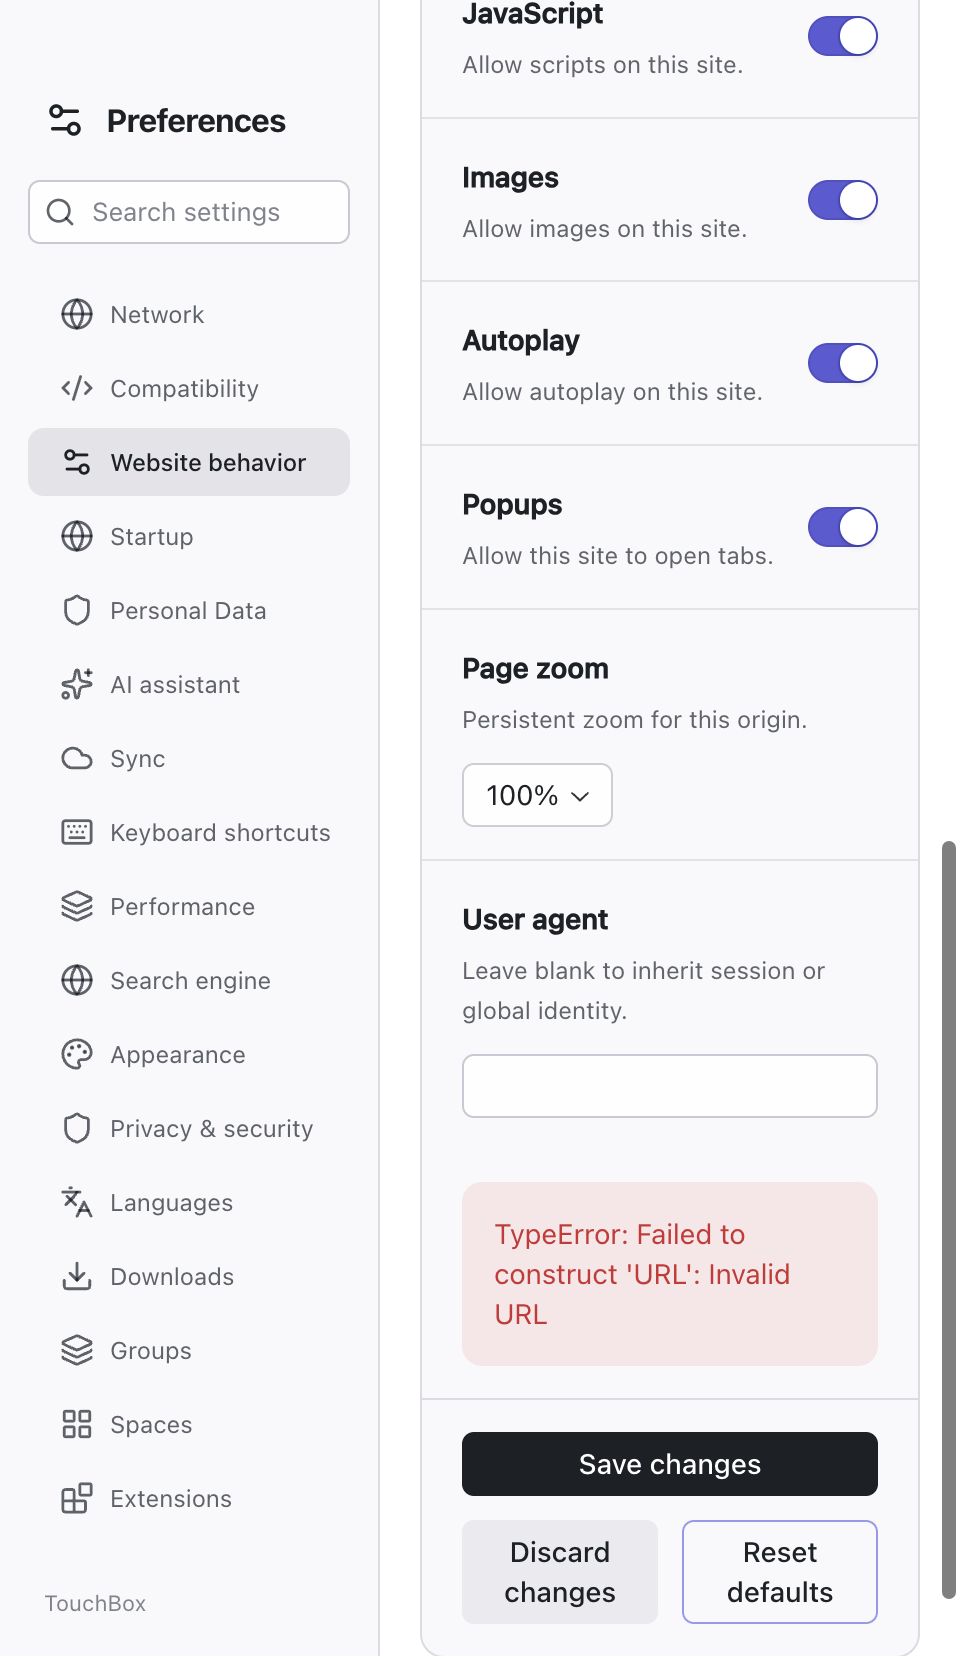 Preferences
Search settings
Network
Compatibility
Website behavior
Startup
Personal Data
AI assistant
Sync
Keyboard shortcuts
Performance
Search engine
Appearance
Privacy & security
Languages
Downloads
Groups
Spaces
Extensions
TouchBox
JavaScript
Allow scripts on this site.
Images
Allow images on this site.
Autoplay
Allow autoplay on this site.
Popups
Allow this site to open tabs.
Page zoom
Persistent zoom for this origin.
100%
User agent
Leave blank to inherit session or
global identity.
TypeError: Failed to
construct 'URL': Invalid
URL
Save changes
Discard
changes
Reset
defaults